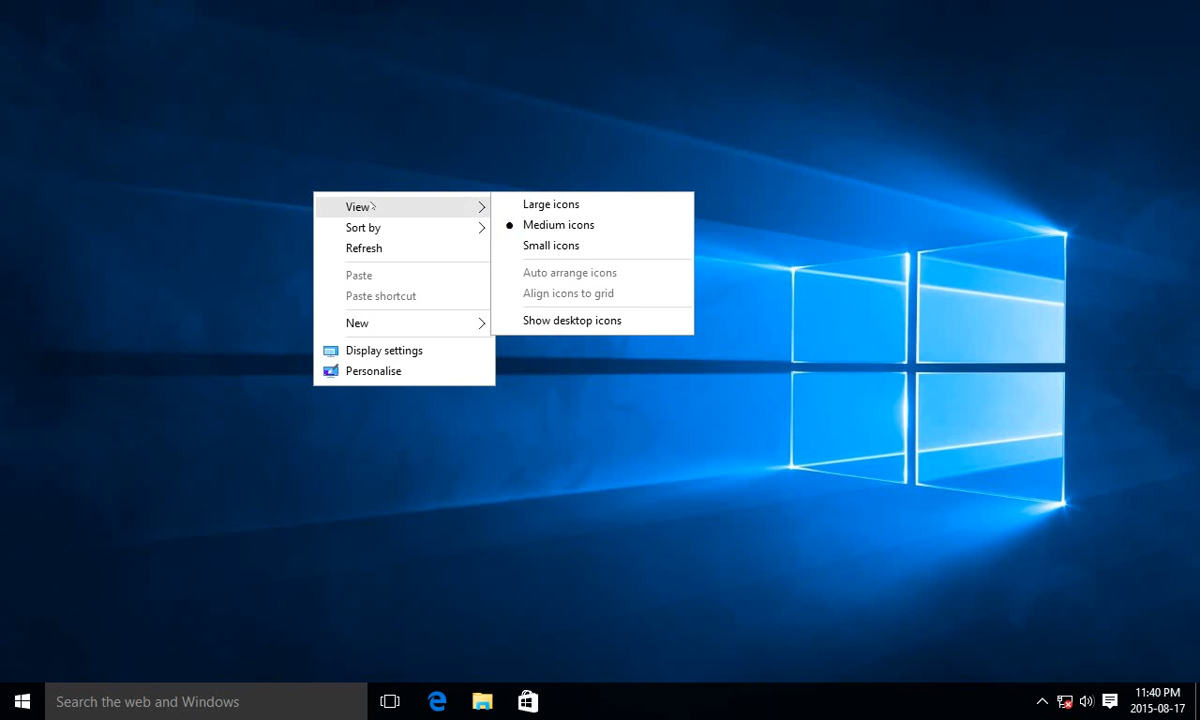 View
Sort by
Refresh
Paste
Paste shortcut
New
Display settings
Personalise
Large icons
Medium icons
Small icons
Auto arrange icons
Align icons to grid
Show desktop icons
Search the web and Windows
11:40 PM
2015-08-17